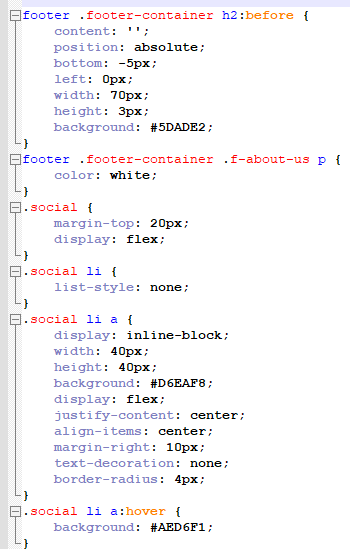 footer .footer-container h2:before {
content: '';
position: absolute;
bottom: -5px;
left: 0px;
width: 70px;
height: 3px;
background: #5DADE2;
}
footer .footer-container .f-about-us p {
color: white;
}
.social {
margin-top: 20px;
display: flex;
}
.social li {
list-style: none;
}
.social li a {
display: inline-block;
width: 40px;
height: 40px;
background: #D6EAF8;
display: flex;
justify-content: center;
align-items: center;
margin-right: 10px;
text-decoration: none;
border-radius: 4px;
}
.social li a:hover {
background: #AED6F1;
}